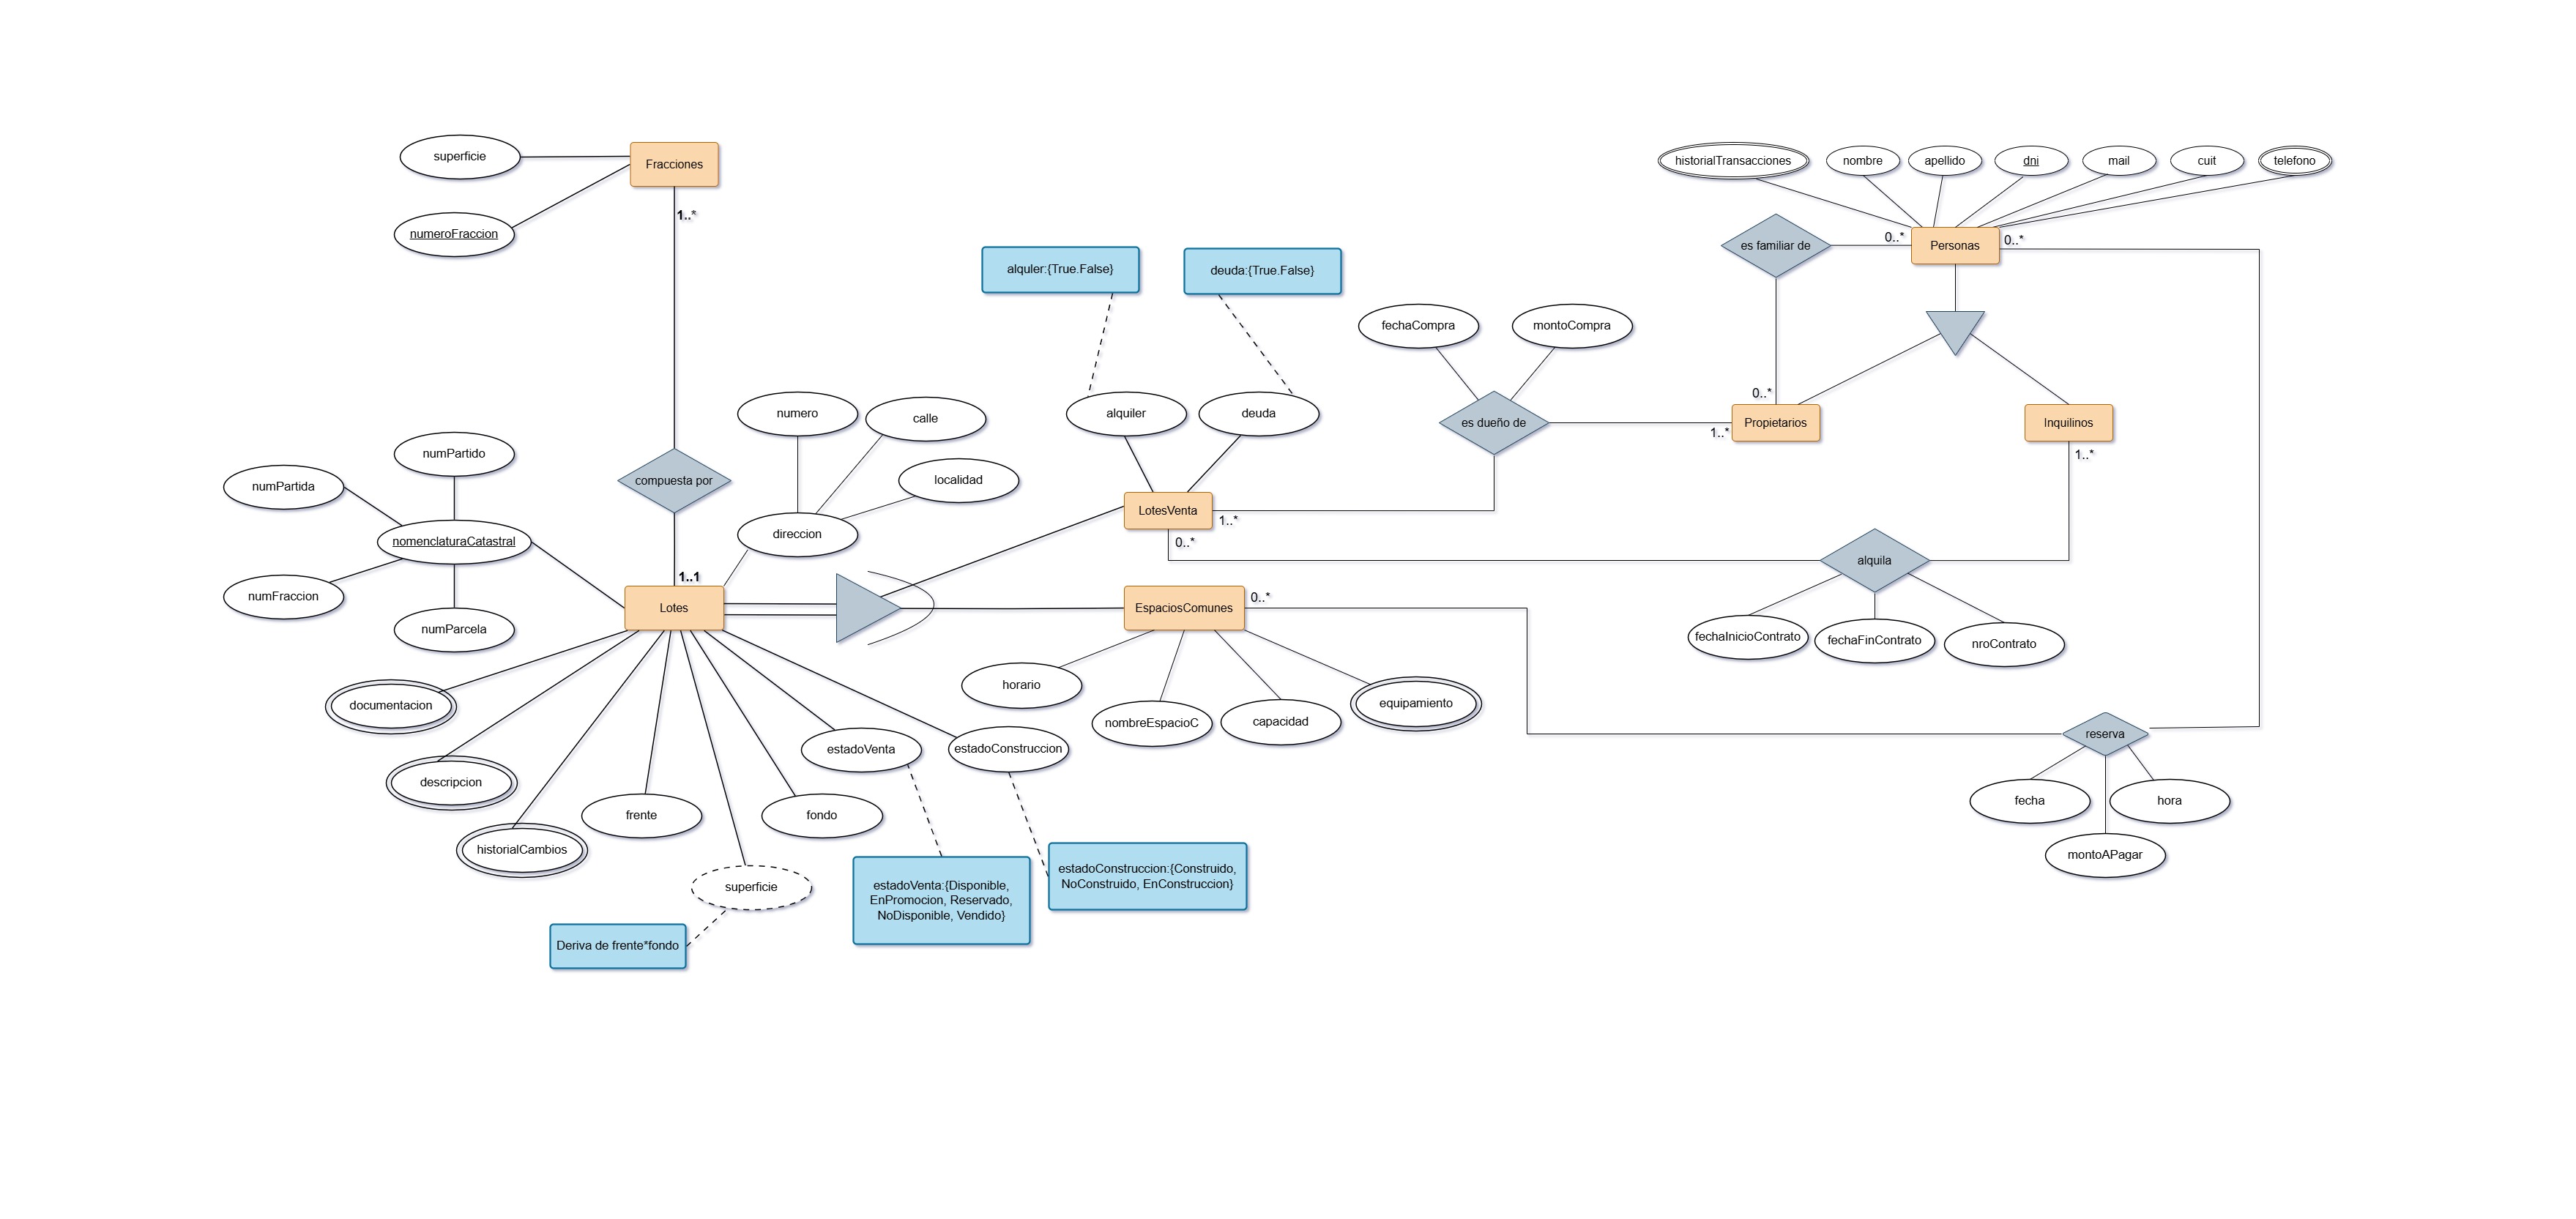 superficie
Fracciones
numeroFraccion
1..*
historialTransacciones
nombre
apellido
dni
mail
cuit
telefono
es familiar de
0..*
Personas
0..*
alquler:{True.False}
deuda:{True.False}
fechaCompra
montoCompra
0..*
numero
calle
alquiler
deuda
es dueño de
1..*
Propietarios
Inquilinos
1..*
numPartido
numPartida
compuesta por
localidad
LotesVenta
1..*
nomenclaturaCatastral
direccion
0..*
alquila
1..1
numFraccion
numParcela
Lotes
EspaciosComunes
0..*
fechaInicioContrato
fechaFinContrato
nroContrato
documentacion
horario
nombreEspacioC
capacidad
equipamiento
estadoVenta
estadoConstruccion
reserva
descripcion
frente
fondo
fecha
hora
historialCambios
montoAPagar
superficie
estadoVenta:{Disponible,
EnPromocion, Reservado,
NoDisponible, Vendido}
estadoConstruccion:{Construido,
NoConstruido, EnConstruccion}
Deriva de frente*fondo